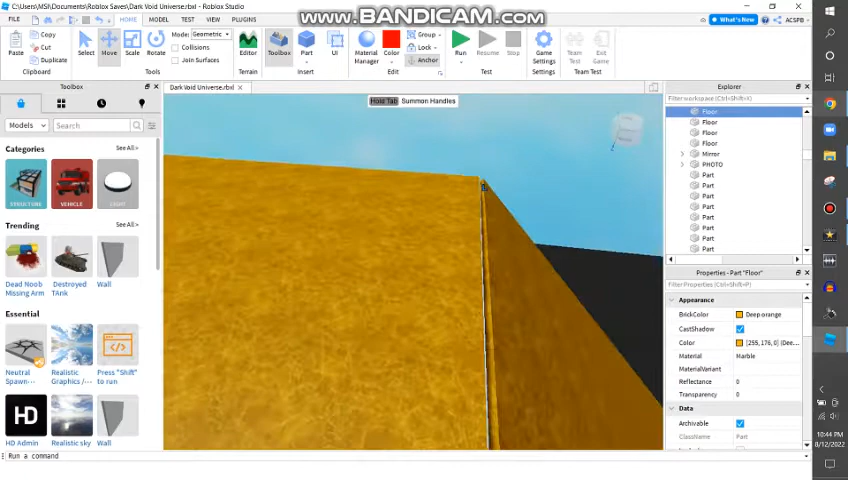 C:\Users\MSI\Documents\Roblox Saves\Dark Void Universe.rbxl - Roblox Studio
www.BANDICAM.com
FILE HOME MODEL TEST VIEW PLUGINS
What's New ACSPB
Paste Copy Cut Duplicate
Clipboard
Select Move Scale Rotate
Mode: Geometric
Collisions
Join Surfaces
Tools
Editor
Terrain
Toolbox Part UI
Insert
Material Manager
Color
Group
Lock
Anchor
Edit
Run Resume Stop
Test
Game Settings
Settings
Team Test
Exit Game
Team Test
Toolbox
Dark Void Universe.rbxl
Hold Tab Summon Handles
Models Search
Categories See All>
STRUCTURE VEHICLE LIGHT
Trending See All>
Dead Noob Missing Arm
Destroyed TAnk
Wall
Essential See All>
Neutral Spawn...
Realistic Graphics /...
Press "Shift" to run
HD
HD Admin
Realistic sky
Wall
Run a command
Explorer
Filter workspace (Ctrl+Shift+X)
Floor
Floor
Floor
Floor
Mirror
PHOTO
Part
Part
Part
Part
Part
Part
Part
Part
Properties - Part "Floor"
Filter Properties (Ctrl+Shift+P)
Appearance
BrickColor Deep orange
CastShadow
Color [255, 176, 0] (Dee...
Material Marble
MaterialVariant
Reflectance 0
Transparency 0
Data
Archivable
ClassName Part
10:44 PM
8/12/2022